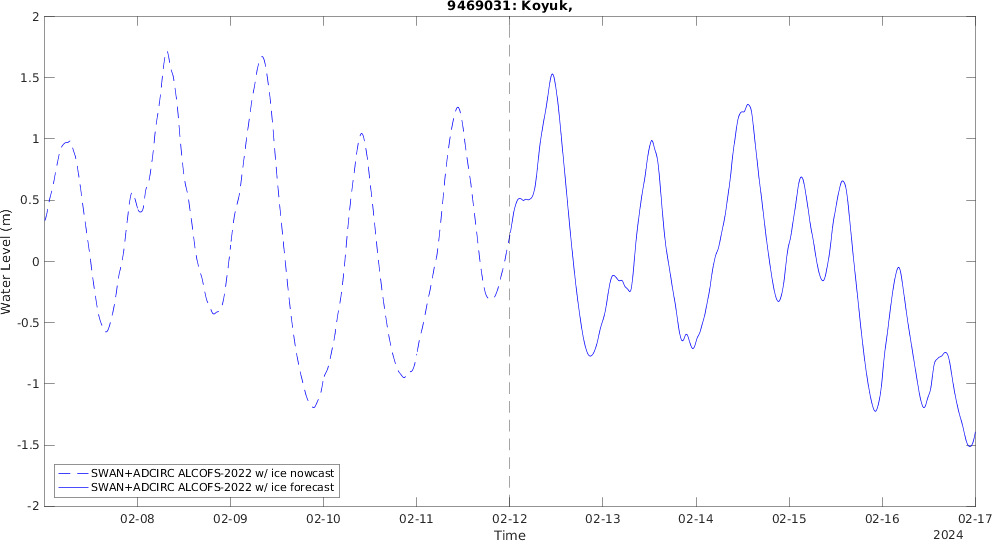 9469031: Koyuk,
2
1.5
1
0.5
0
-0.5
-1
-1.5
-2
Water Level (m)
SWAN+ADCIRC ALCOFS-2022 w/ ice nowcast
SWAN+ADCIRC ALCOFS-2022 w/ ice forecast
02-08 02-09 02-10 02-11 02-12 02-13 02-14 02-15 02-16 02-17
Time
2024